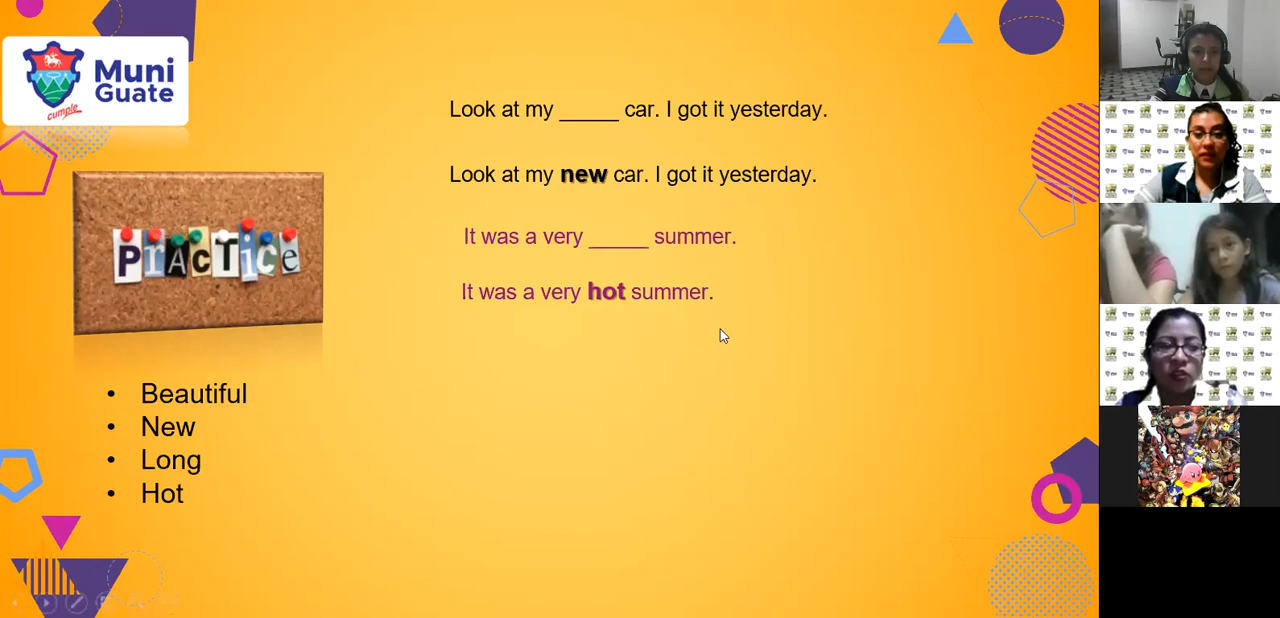 Muni
Guate
cumple
PrAcTice
Look at my _____ car. I got it yesterday.
Look at my new car. I got it yesterday.
It was a very _____ summer.
It was a very hot summer.
• Beautiful
• New
• Long
• Hot